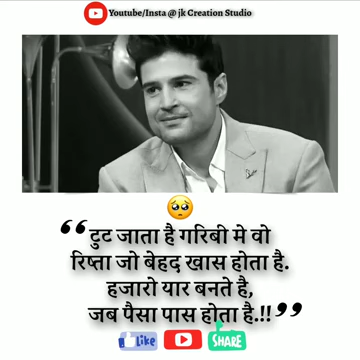 Youtube/Insta @ jk Creation Studio
❝ टुट जाता है गरिबी मे वो
रिष्ता जो बेहद खास होता है.
हजारो यार बनते है,
जब पैसा पास होता है.!! ❞
like SHARE